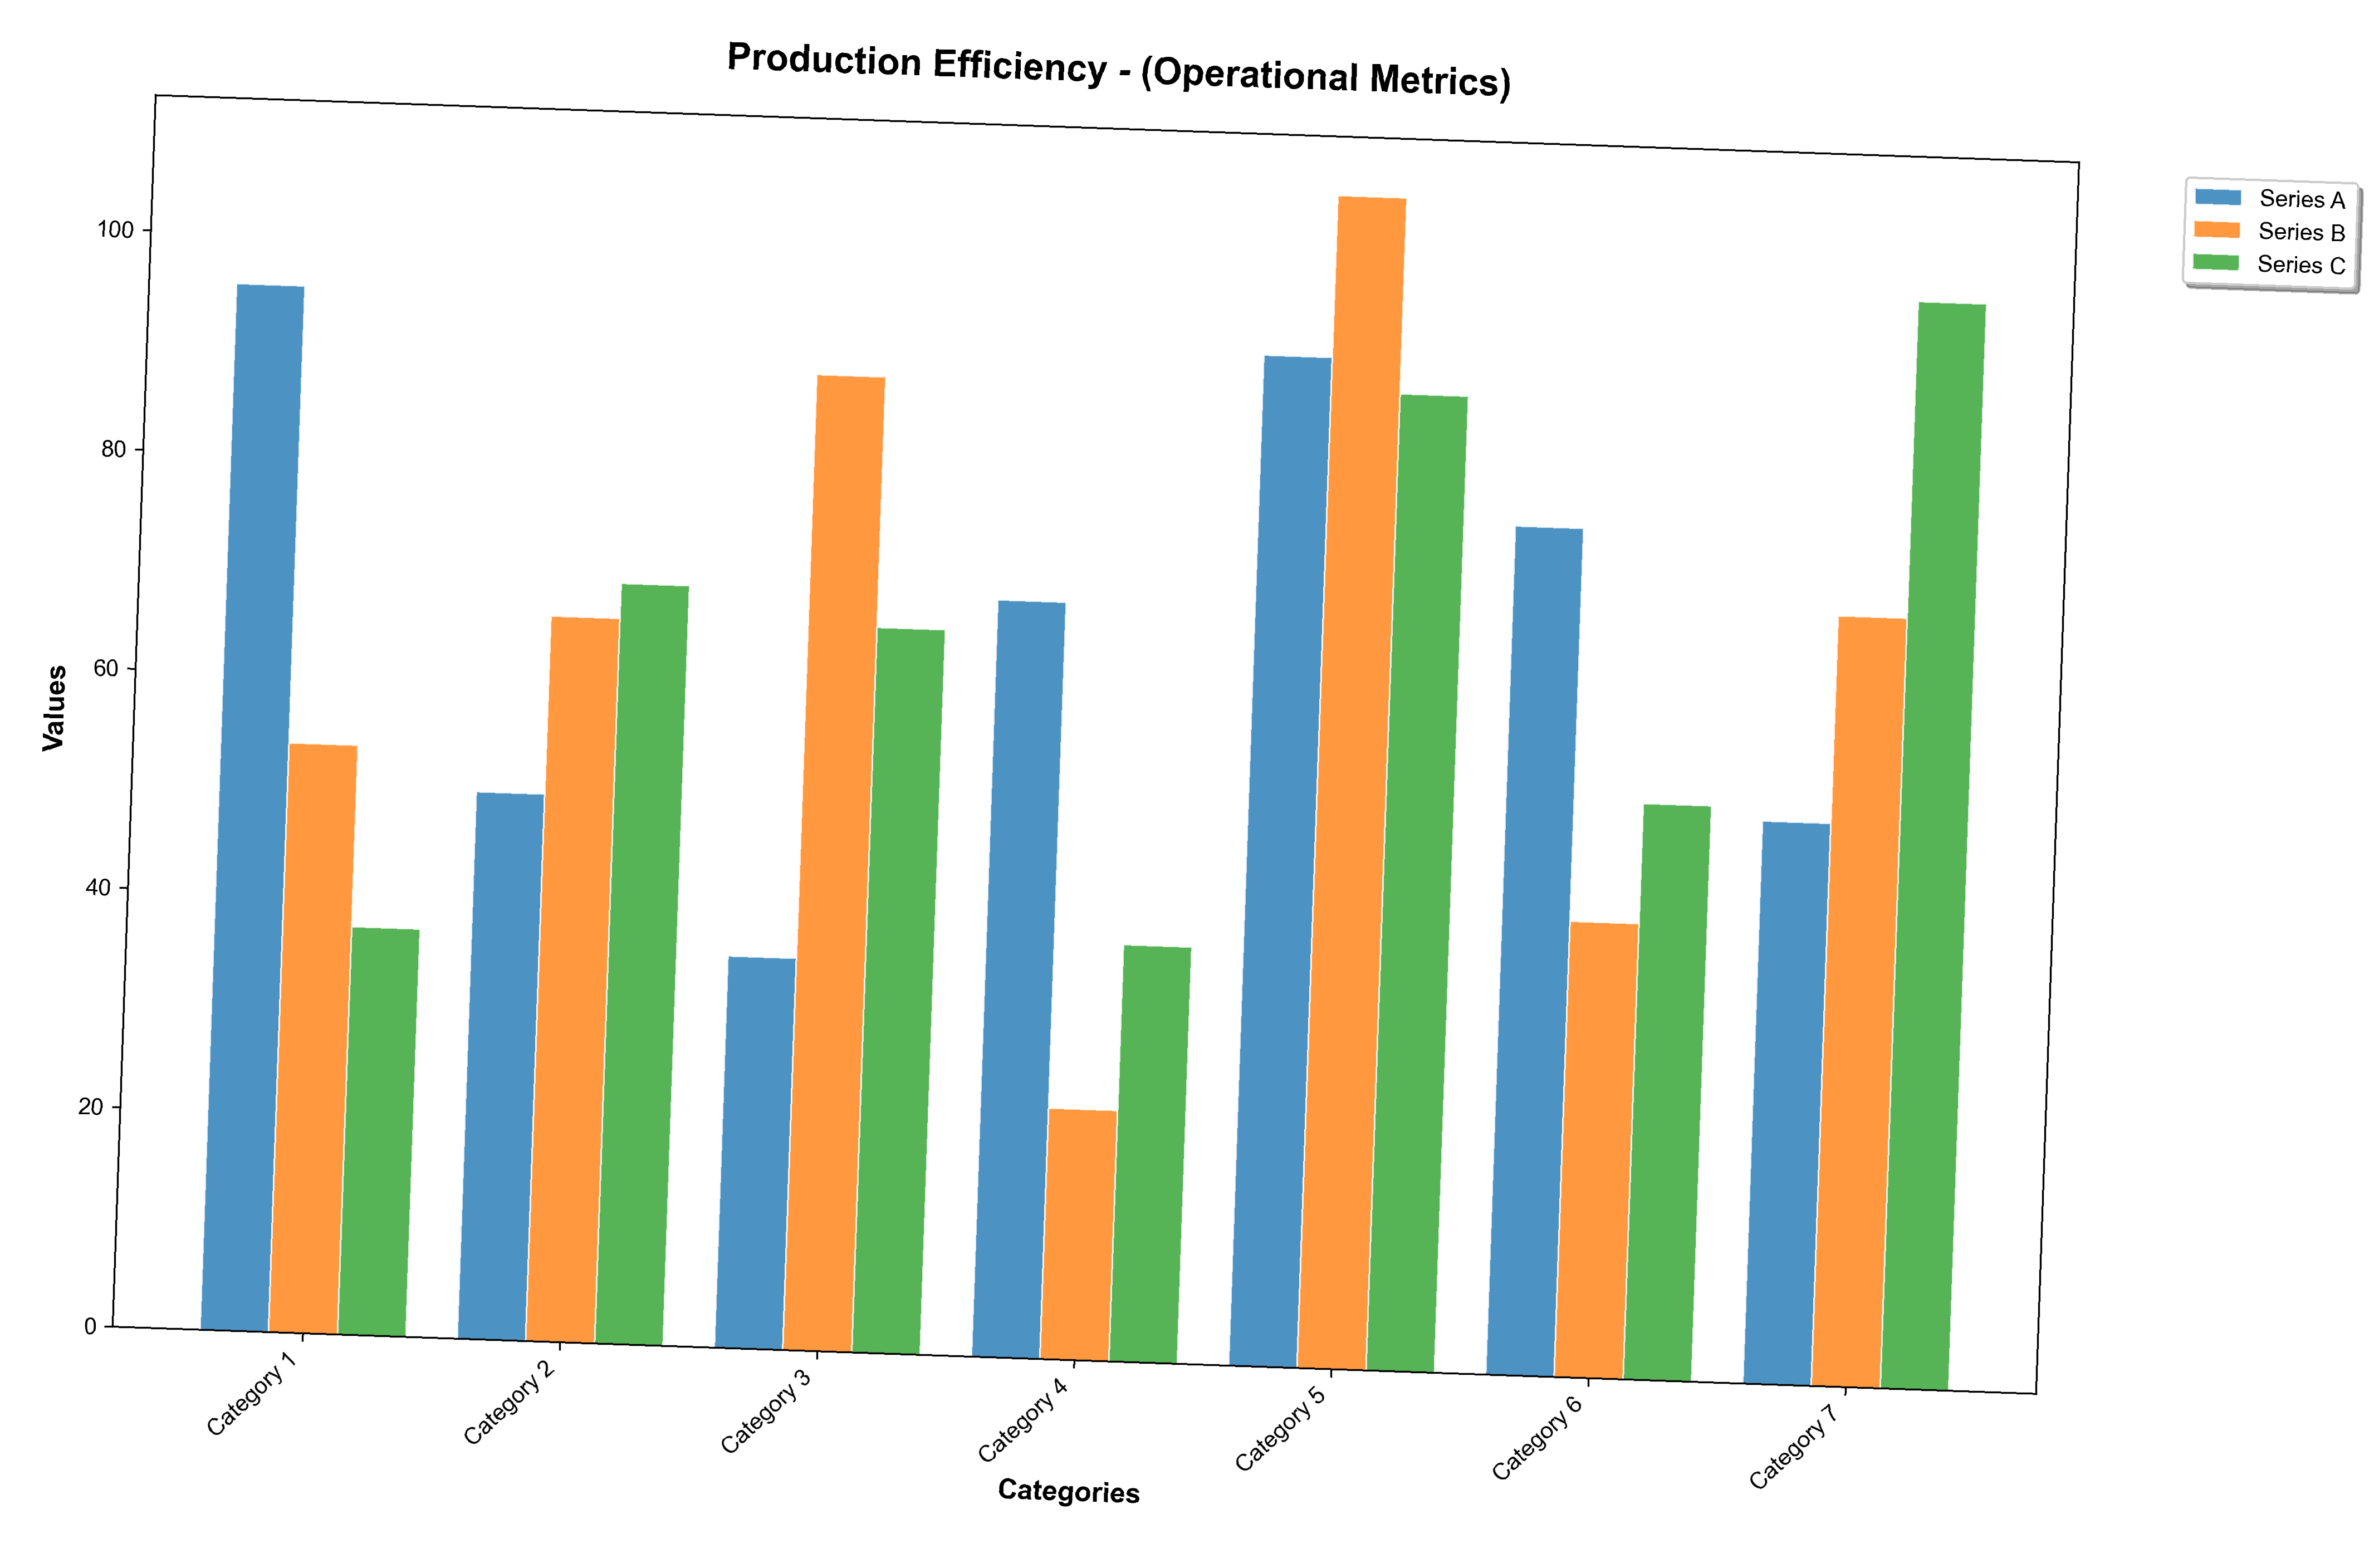 Production Efficiency - (Operational Metrics)
Series A
Series B
Series C
Values
100
80
60
40
20
0
Category 1
Category 2
Category 3
Category 4
Category 5
Category 6
Category 7
Categories